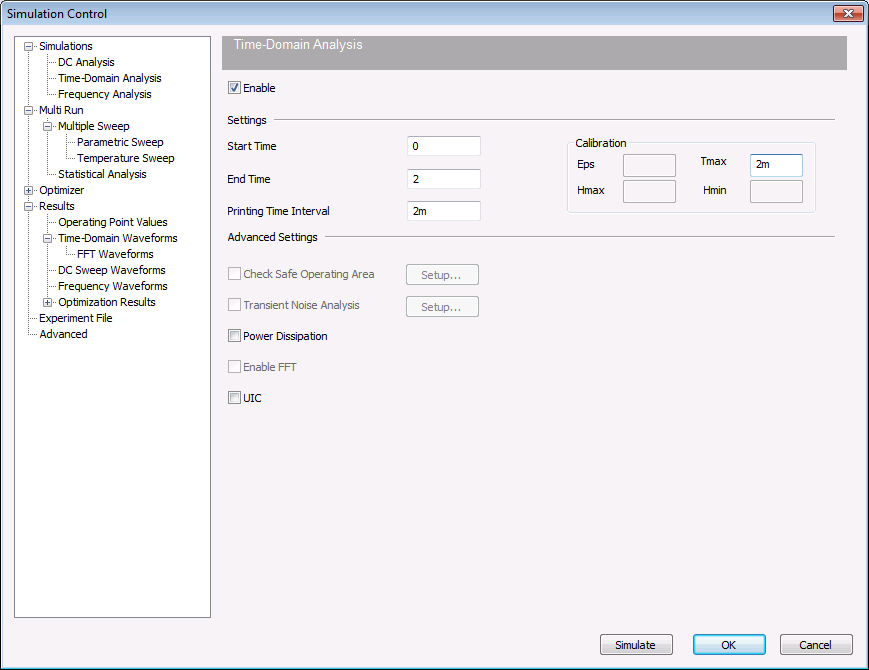 Simulation Control
Simulations
DC Analysis
Time-Domain Analysis
Frequency Analysis
Multi Run
Multiple Sweep
Parametric Sweep
Temperature Sweep
Statistical Analysis
Optimizer
Results
Operating Point Values
Time-Domain Waveforms
FFT Waveforms
DC Sweep Waveforms
Frequency Waveforms
Optimization Results
Experiment File
Advanced
Time-Domain Analysis
Enable
Settings
Start Time 0
End Time 2
Printing Time Interval 2m
Calibration
Eps Tmax 2m
Hmax Hmin
Advanced Settings
Check Safe Operating Area Setup...
Transient Noise Analysis Setup...
Power Dissipation
Enable FFT
UIC
Simulate OK Cancel